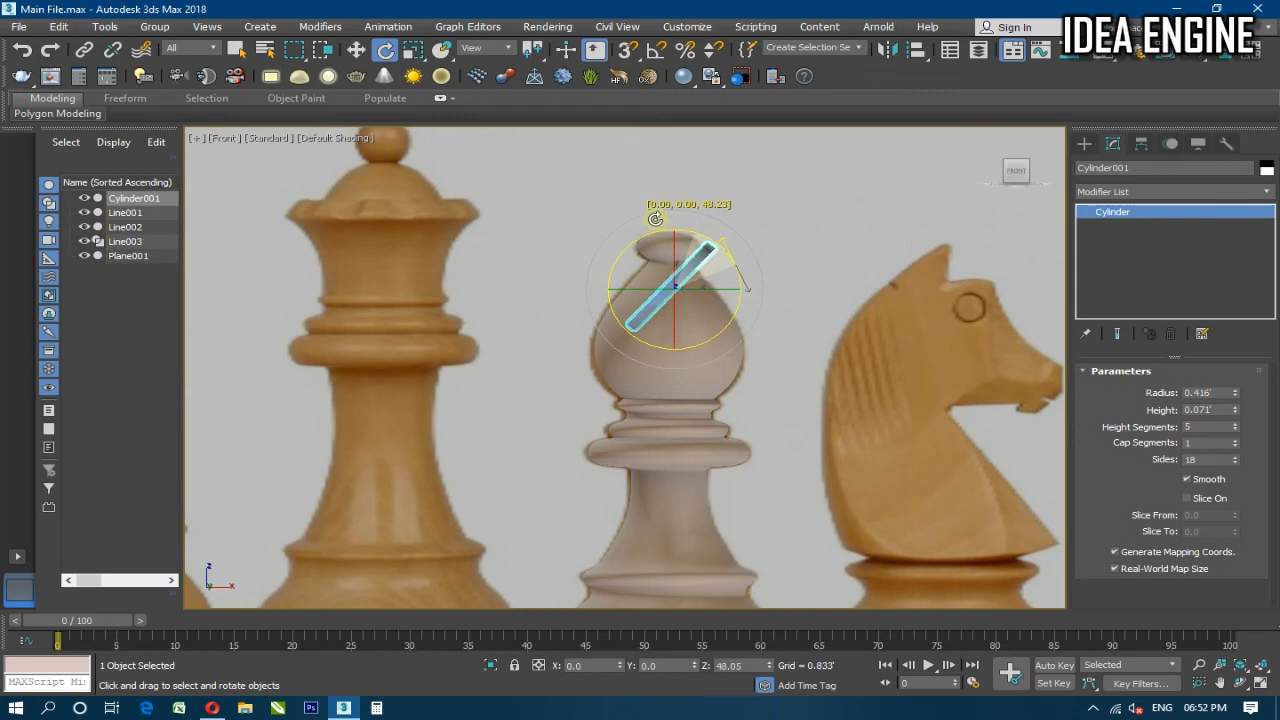 Main File.max - Autodesk 3ds Max 2018
File Edit Tools Group Views Create Modifiers Animation Graph Editors Rendering Civil View Customize Scripting Content Arnold Help Sign In
IDEA ENGINE
All View Create Selection Se
Modeling Freeform Selection Object Paint Populate
Polygon Modeling
Select Display Edit
[+] [Front] [Standard] [Default Shading]
FRONT
Name (Sorted Ascending)
Cylinder001
Line001
Line002
Line003
Plane001
[0.00, 0.00, 48.23]
z
x
Cylinder001
Modifier List
Cylinder
Parameters
Radius: 0.416'
Height: 0.071'
Height Segments: 5
Cap Segments: 1
Sides: 18
Smooth
Slice On
Slice From: 0.0
Slice To: 0.0
Generate Mapping Coords.
Real-World Map Size
0 / 100
0 5 10 15 20 25 30 35 40 45 50 55 60 65 70 75 80 85 90 95 100
1 Object Selected X: 0.0 Y: 0.0 Z: 48.05 Grid = 0.833' Auto Key Selected
MAXScript Mi Click and drag to select and rotate objects Add Time Tag 0 Set Key Key Filters...
ENG 06:52 PM